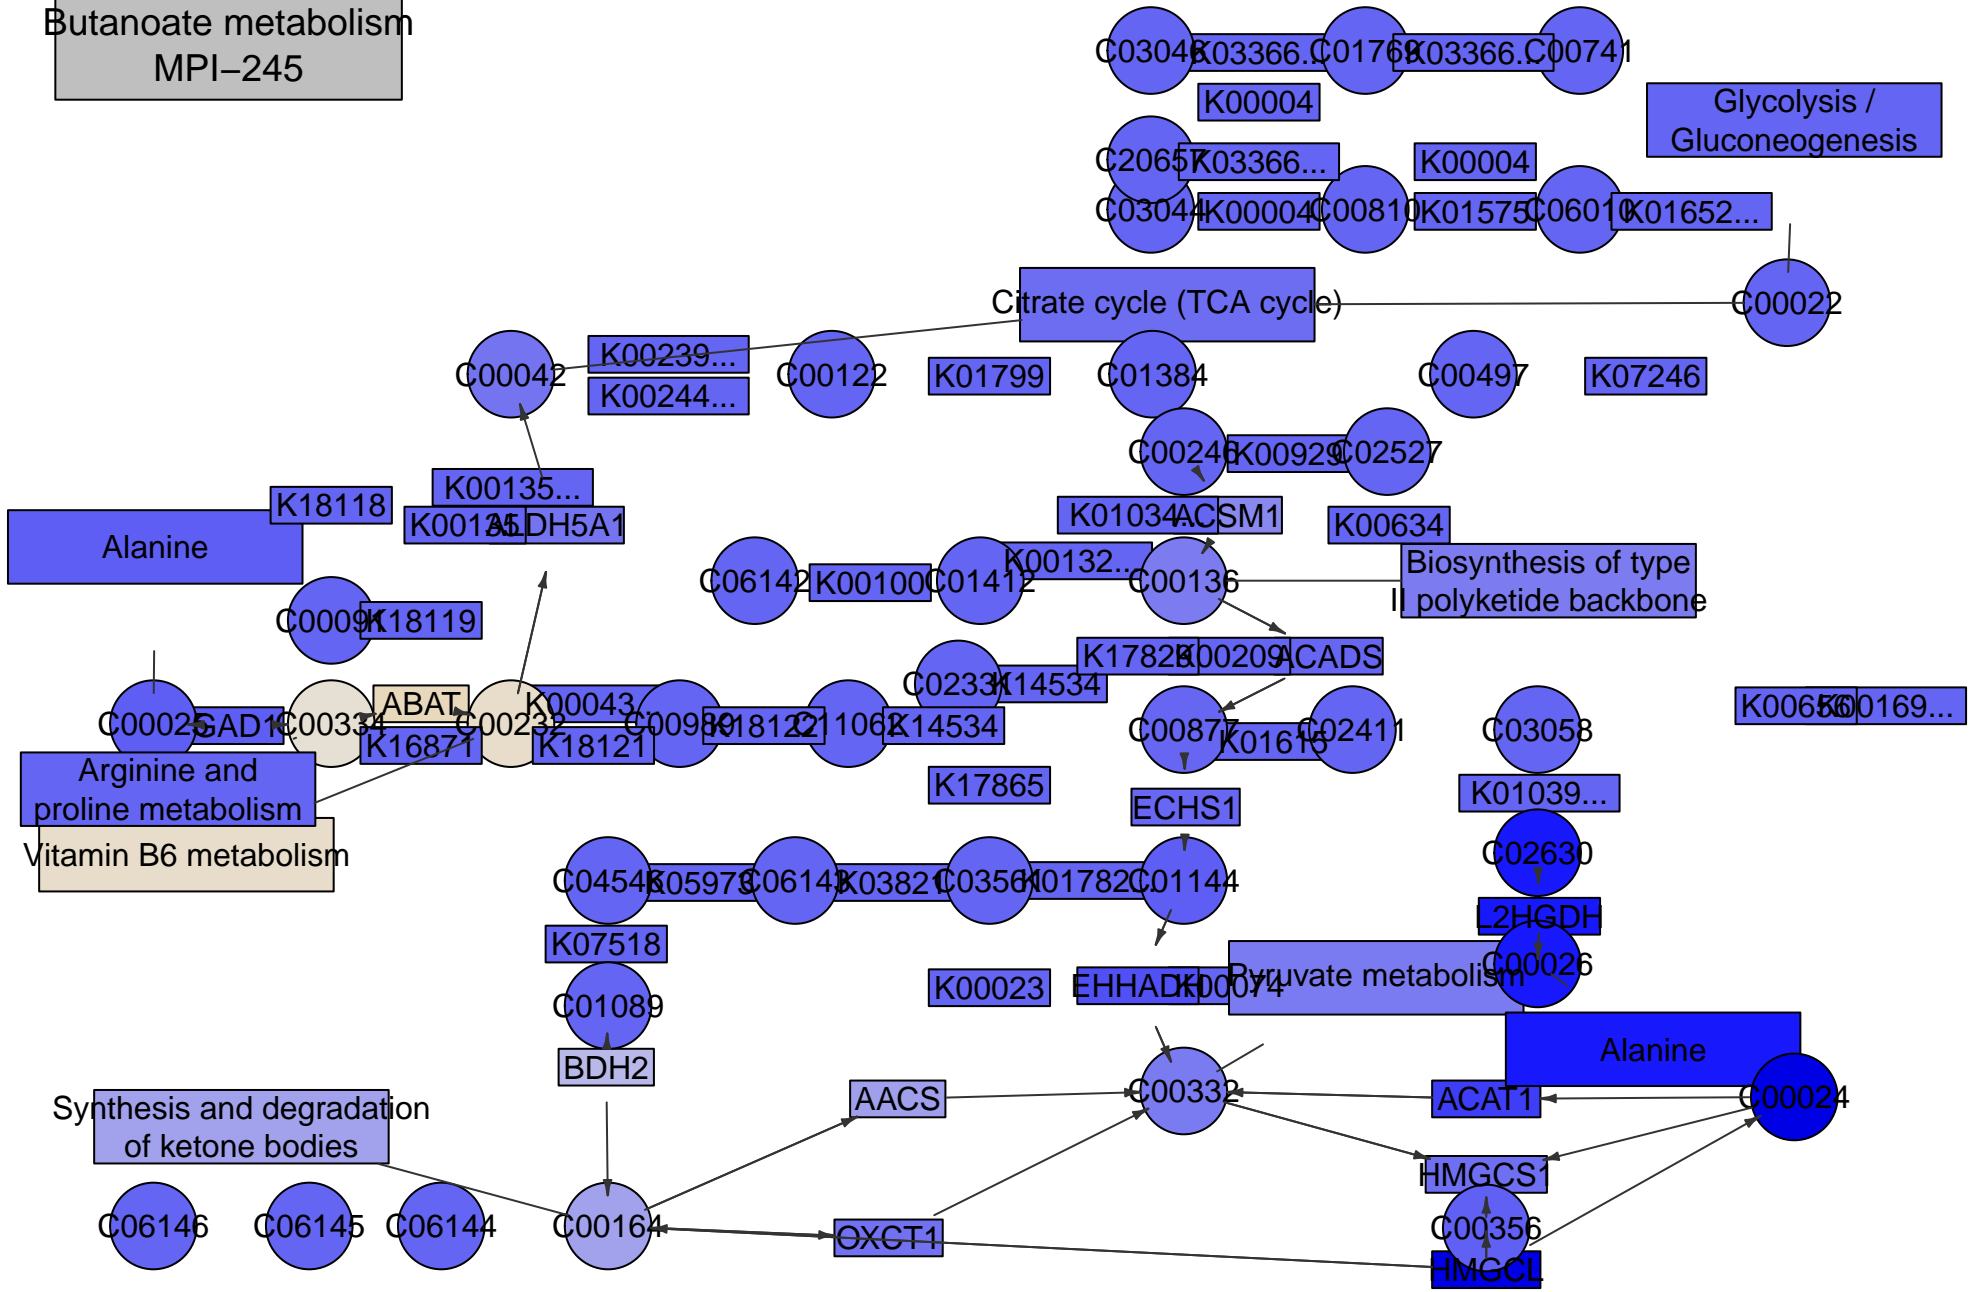 Butanoate metabolism
MPI−245
C03046
K03366...
C01769
K03366...
C00741
K00004
Glycolysis /
Gluconeogenesis
C20657
K03366...
K00004
C03044
K00004
C00810
K01575
C06010
K01652...
Citrate cycle (TCA cycle)
C00022
C00042
K00239...
K00244...
C00122
K01799
C01384
C00497
K07246
C00246
K00929
C02527
K18118
K00135...
K00135
ALDH5A1
K01034...
ACSM1
K00634
Alanine
C06142
K00100
C01412
K00132...
C00136
Biosynthesis of type
II polyketide backbone
C00091
K18119
K17829
K00209
ACADS
C02331
K14534
C00025
GAD1
C00334
ABAT
K16871
C00232
K00043...
K18121
C00989
K18122
C11062
K14534
C00877
K01615
C02411
C03058
K00656
K00169...
Arginine and
proline metabolism
K17865
ECHS1
K01039...
Vitamin B6 metabolism
C02630
C04546
K05973
C06143
K03821
C03561
K01782...
C01144
L2HGDH
K07518
C00026
Pyruvate metabolism
K00023
EHHADH
K00074
C01089
BDH2
Alanine
Synthesis and degradation
of ketone bodies
AACS
C00332
ACAT1
C00024
HMGCS1
C06146
C06145
C06144
C00164
OXCT1
C00356
HMGCL